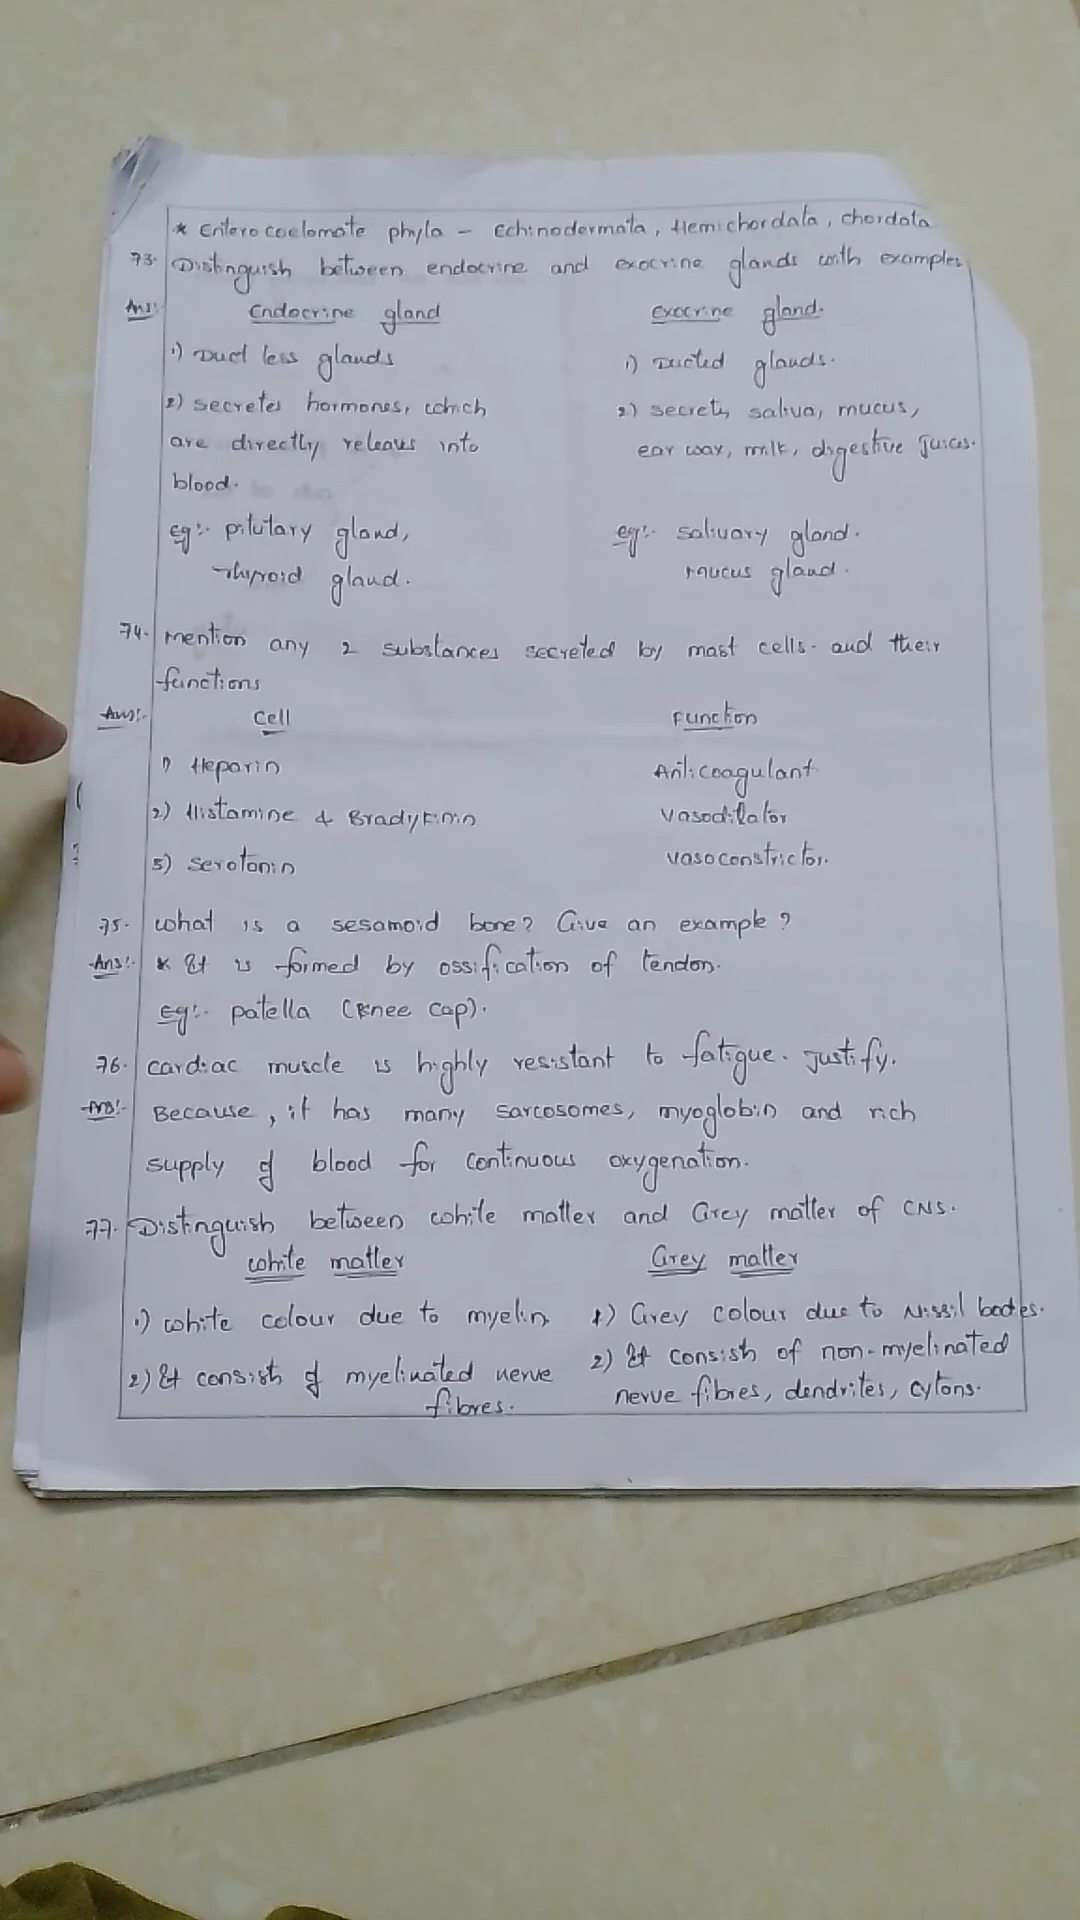 * Enterocoelomate phyla - Echinodermata, Hemichordata, chordata
73. Distinguish between endocrine and exocrine glands with examples
Ans:- Endocrine gland Exocrine gland.
1) Duct less glands 1) Ducted glands.
2) secretes hormones, which 2) secrets saliva, mucus,
are directly releases into ear wax, milk, digestive juices.
blood.
eg:- pitutary gland, eg:- salivary gland.
Thyroid gland. mucus gland.
74. mention any 2 substances secreted by mast cells. and their
functions
Ans:- Cell Function
1) Heparin Anticoagulant
2) Histamine & Bradykinin vasodilator
3) serotonin vasoconstrictor.
75. what is a sesamoid bone? Give an example?
Ans:- * It is formed by ossification of tendon.
Eg:- patella (Knee cap).
76. cardiac muscle is highly resistant to fatigue. Justify.
Ans:- Because, it has many sarcosomes, myoglobin and rich
supply of blood for continuous oxygenation.
77. Distinguish between white matter and Grey matter of CNS.
white matter Grey matter
1) white colour due to myelin 1) Grey colour due to Nissil bodies.
2) It consist of myelinated nerve 2) It consist of non-myelinated
fibres. nerve fibres, dendrites, cytons.